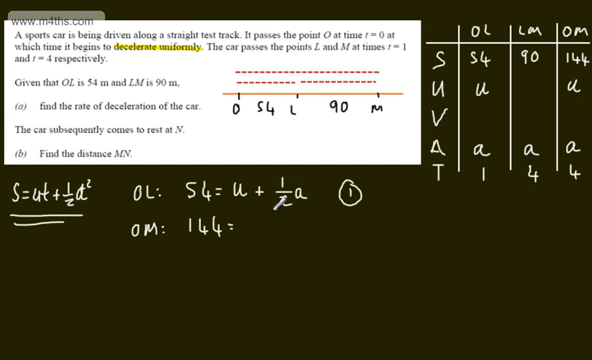 www.m4ths.com
A sports car is being driven along a straight test track. It passes the point O at time t = 0 at
which time it begins to decelerate uniformly. The car passes the points L and M at times t = 1
and t = 4 respectively.
Given that OL is 54 m and LM is 90 m,
(a) find the rate of deceleration of the car.
The car subsequently comes to rest at N.
(b) Find the distance MN.
O 54 L 90 M
OL LM OM
S 54 90 144
U u u
V
A a a a
T 1 4 4
S=ut+½at² OL: 54 = u + ½a ①
OM: 144 =